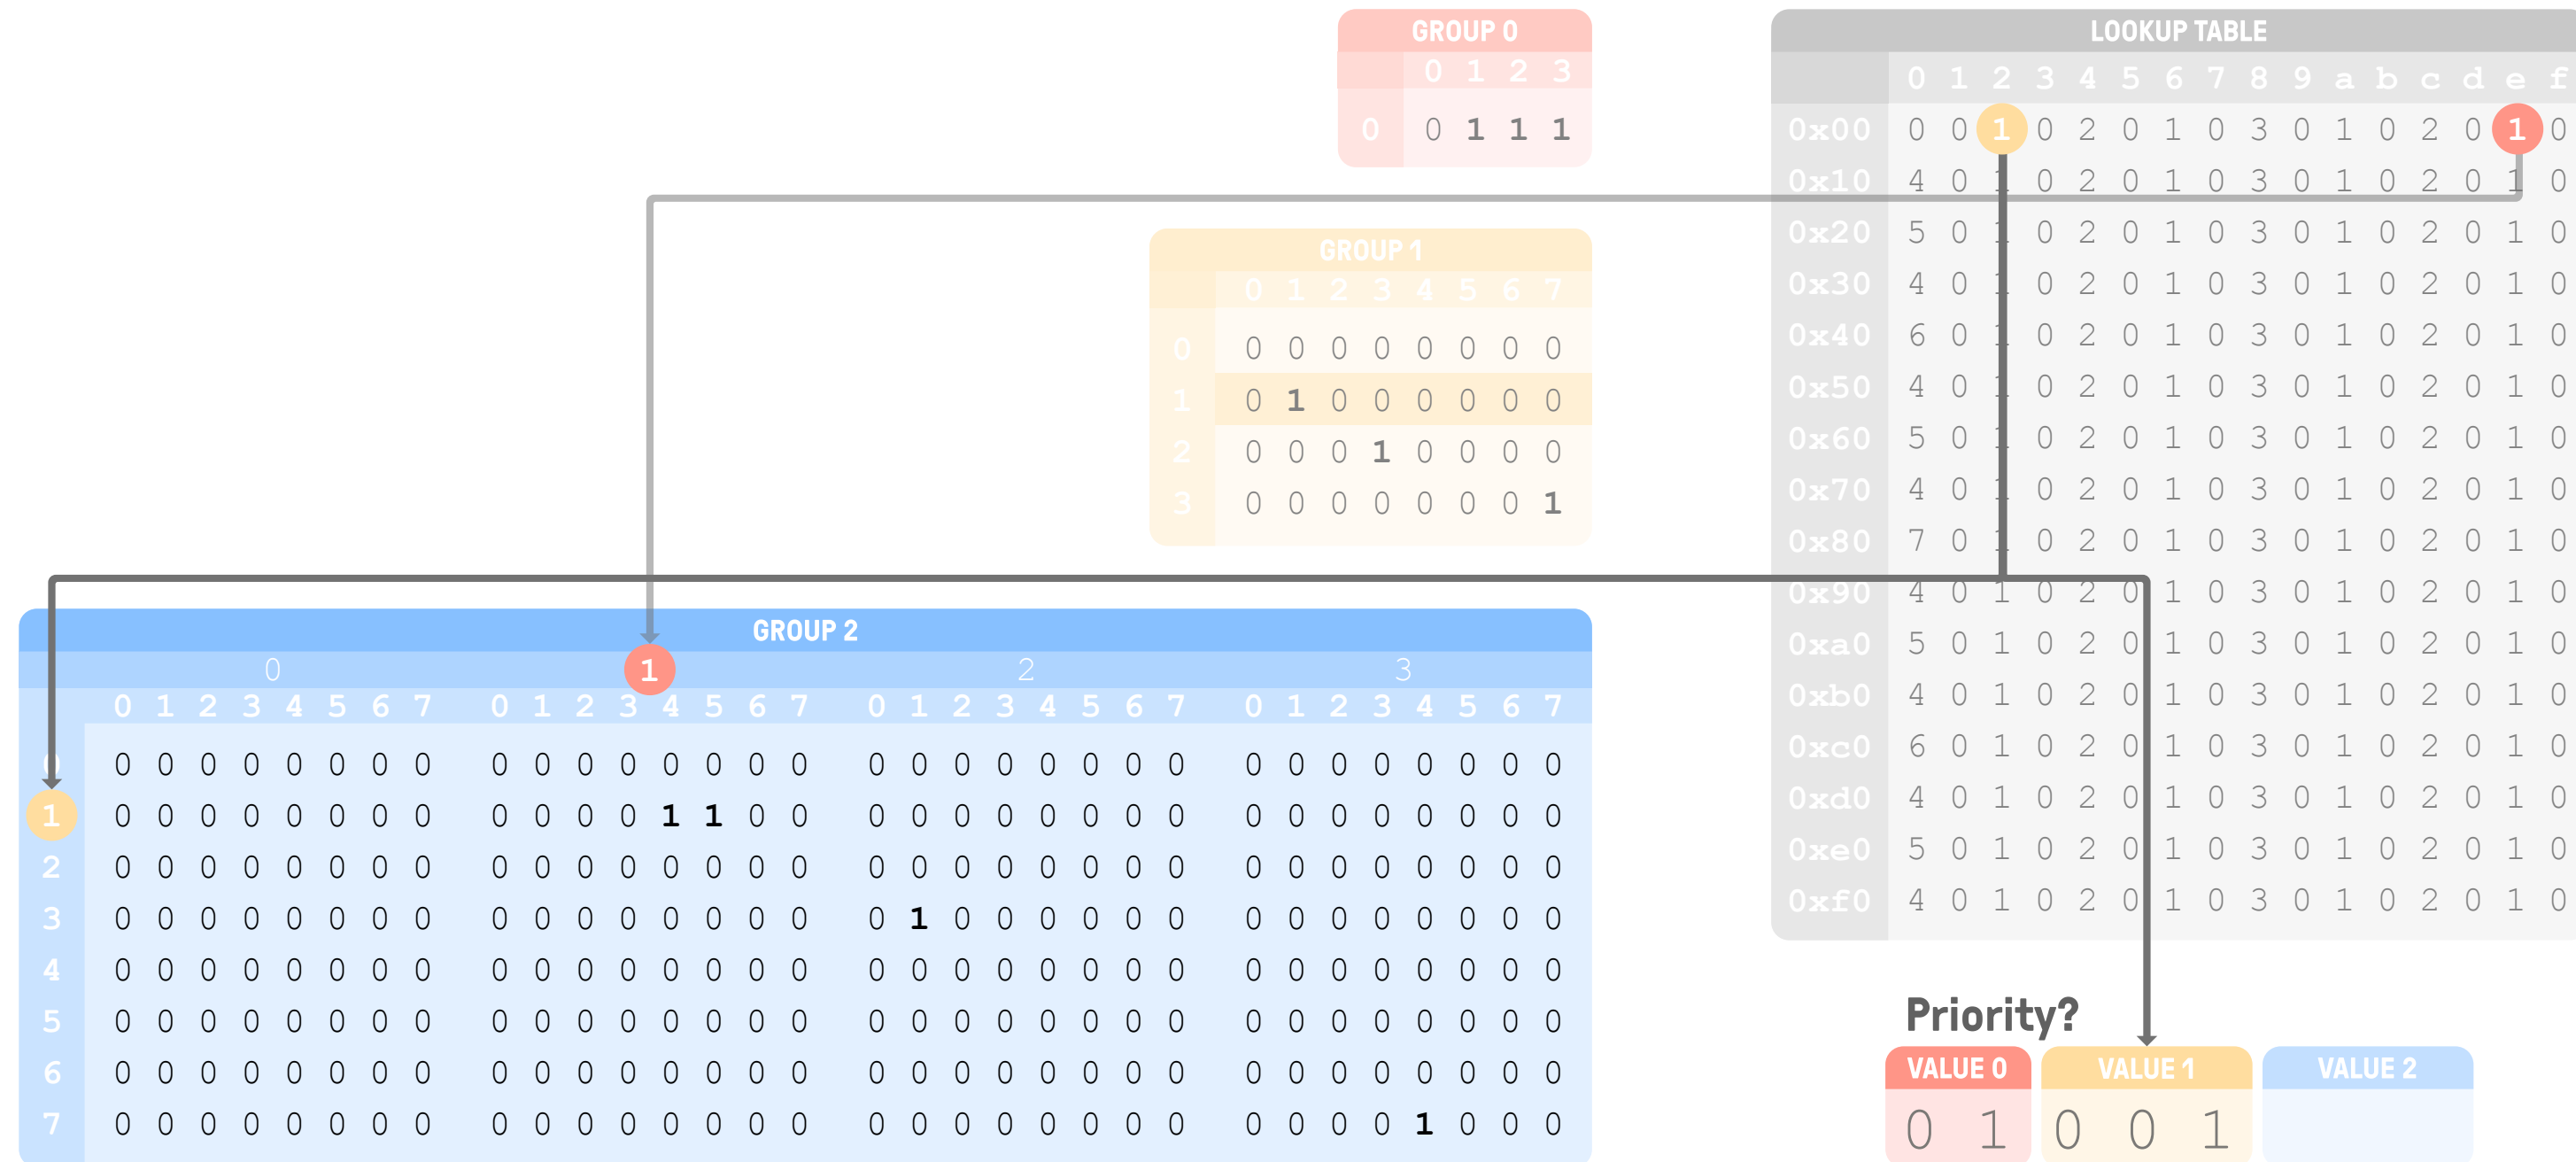 GROUP 0
0 1 2 3
0 0 1 1 1
GROUP 1
0 1 2 3 4 5 6 7
0 0 0 0 0 0 0 0 0
1 0 1 0 0 0 0 0 0
2 0 0 0 1 0 0 0 0
3 0 0 0 0 0 0 0 1
LOOKUP TABLE
0 1 2 3 4 5 6 7 8 9 a b c d e f
0x00 0 0 1 0 2 0 1 0 3 0 1 0 2 0 1 0
0x10 4 0 1 0 2 0 1 0 3 0 1 0 2 0 1 0
0x20 5 0 1 0 2 0 1 0 3 0 1 0 2 0 1 0
0x30 4 0 1 0 2 0 1 0 3 0 1 0 2 0 1 0
0x40 6 0 1 0 2 0 1 0 3 0 1 0 2 0 1 0
0x50 4 0 1 0 2 0 1 0 3 0 1 0 2 0 1 0
0x60 5 0 1 0 2 0 1 0 3 0 1 0 2 0 1 0
0x70 4 0 1 0 2 0 1 0 3 0 1 0 2 0 1 0
0x80 7 0 1 0 2 0 1 0 3 0 1 0 2 0 1 0
0x90 4 0 1 0 2 0 1 0 3 0 1 0 2 0 1 0
0xa0 5 0 1 0 2 0 1 0 3 0 1 0 2 0 1 0
0xb0 4 0 1 0 2 0 1 0 3 0 1 0 2 0 1 0
0xc0 6 0 1 0 2 0 1 0 3 0 1 0 2 0 1 0
0xd0 4 0 1 0 2 0 1 0 3 0 1 0 2 0 1 0
0xe0 5 0 1 0 2 0 1 0 3 0 1 0 2 0 1 0
0xf0 4 0 1 0 2 0 1 0 3 0 1 0 2 0 1 0
GROUP 2
0 1 2 3
0 1 2 3 4 5 6 7 0 1 2 3 4 5 6 7 0 1 2 3 4 5 6 7 0 1 2 3 4 5 6 7
0 0 0 0 0 0 0 0 0 0 0 0 0 0 0 0 0 0 0 0 0 0 0 0 0 0 0 0 0 0 0 0 0
1 0 0 0 0 0 0 0 0 0 0 0 0 1 1 0 0 0 0 0 0 0 0 0 0 0 0 0 0 0 0 0 0
2 0 0 0 0 0 0 0 0 0 0 0 0 0 0 0 0 0 0 0 0 0 0 0 0 0 0 0 0 0 0 0 0
3 0 0 0 0 0 0 0 0 0 0 0 0 0 0 0 0 0 1 0 0 0 0 0 0 0 0 0 0 0 0 0 0
4 0 0 0 0 0 0 0 0 0 0 0 0 0 0 0 0 0 0 0 0 0 0 0 0 0 0 0 0 0 0 0 0
5 0 0 0 0 0 0 0 0 0 0 0 0 0 0 0 0 0 0 0 0 0 0 0 0 0 0 0 0 0 0 0 0
6 0 0 0 0 0 0 0 0 0 0 0 0 0 0 0 0 0 0 0 0 0 0 0 0 0 0 0 0 0 0 0 0
7 0 0 0 0 0 0 0 0 0 0 0 0 0 0 0 0 0 0 0 0 0 0 0 0 0 0 0 0 1 0 0 0
Priority?
VALUE 0 VALUE 1 VALUE 2
0 1 0 0 1